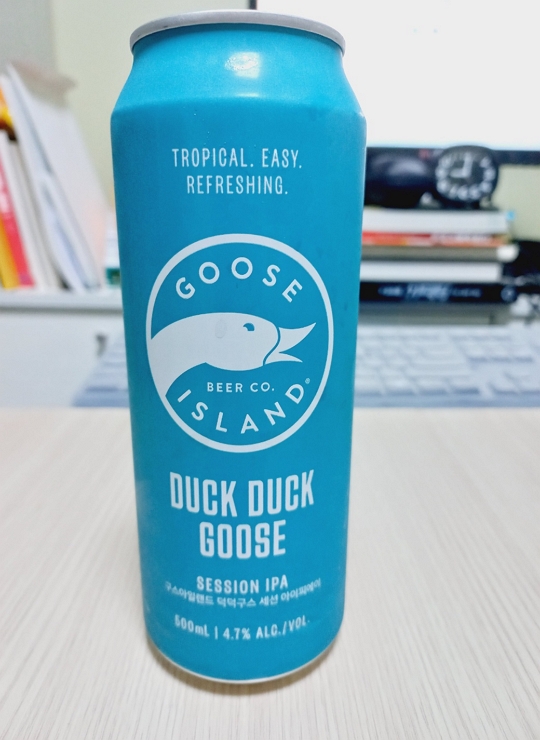 TROPICAL. EASY.
REFRESHING.
GOOSE
BEER CO.
ISLAND®
DUCK DUCK
GOOSE
SESSION IPA
구스아일랜드 덕덕구스 세션 아이피에이
500mL | 4.7% ALC./VOL.